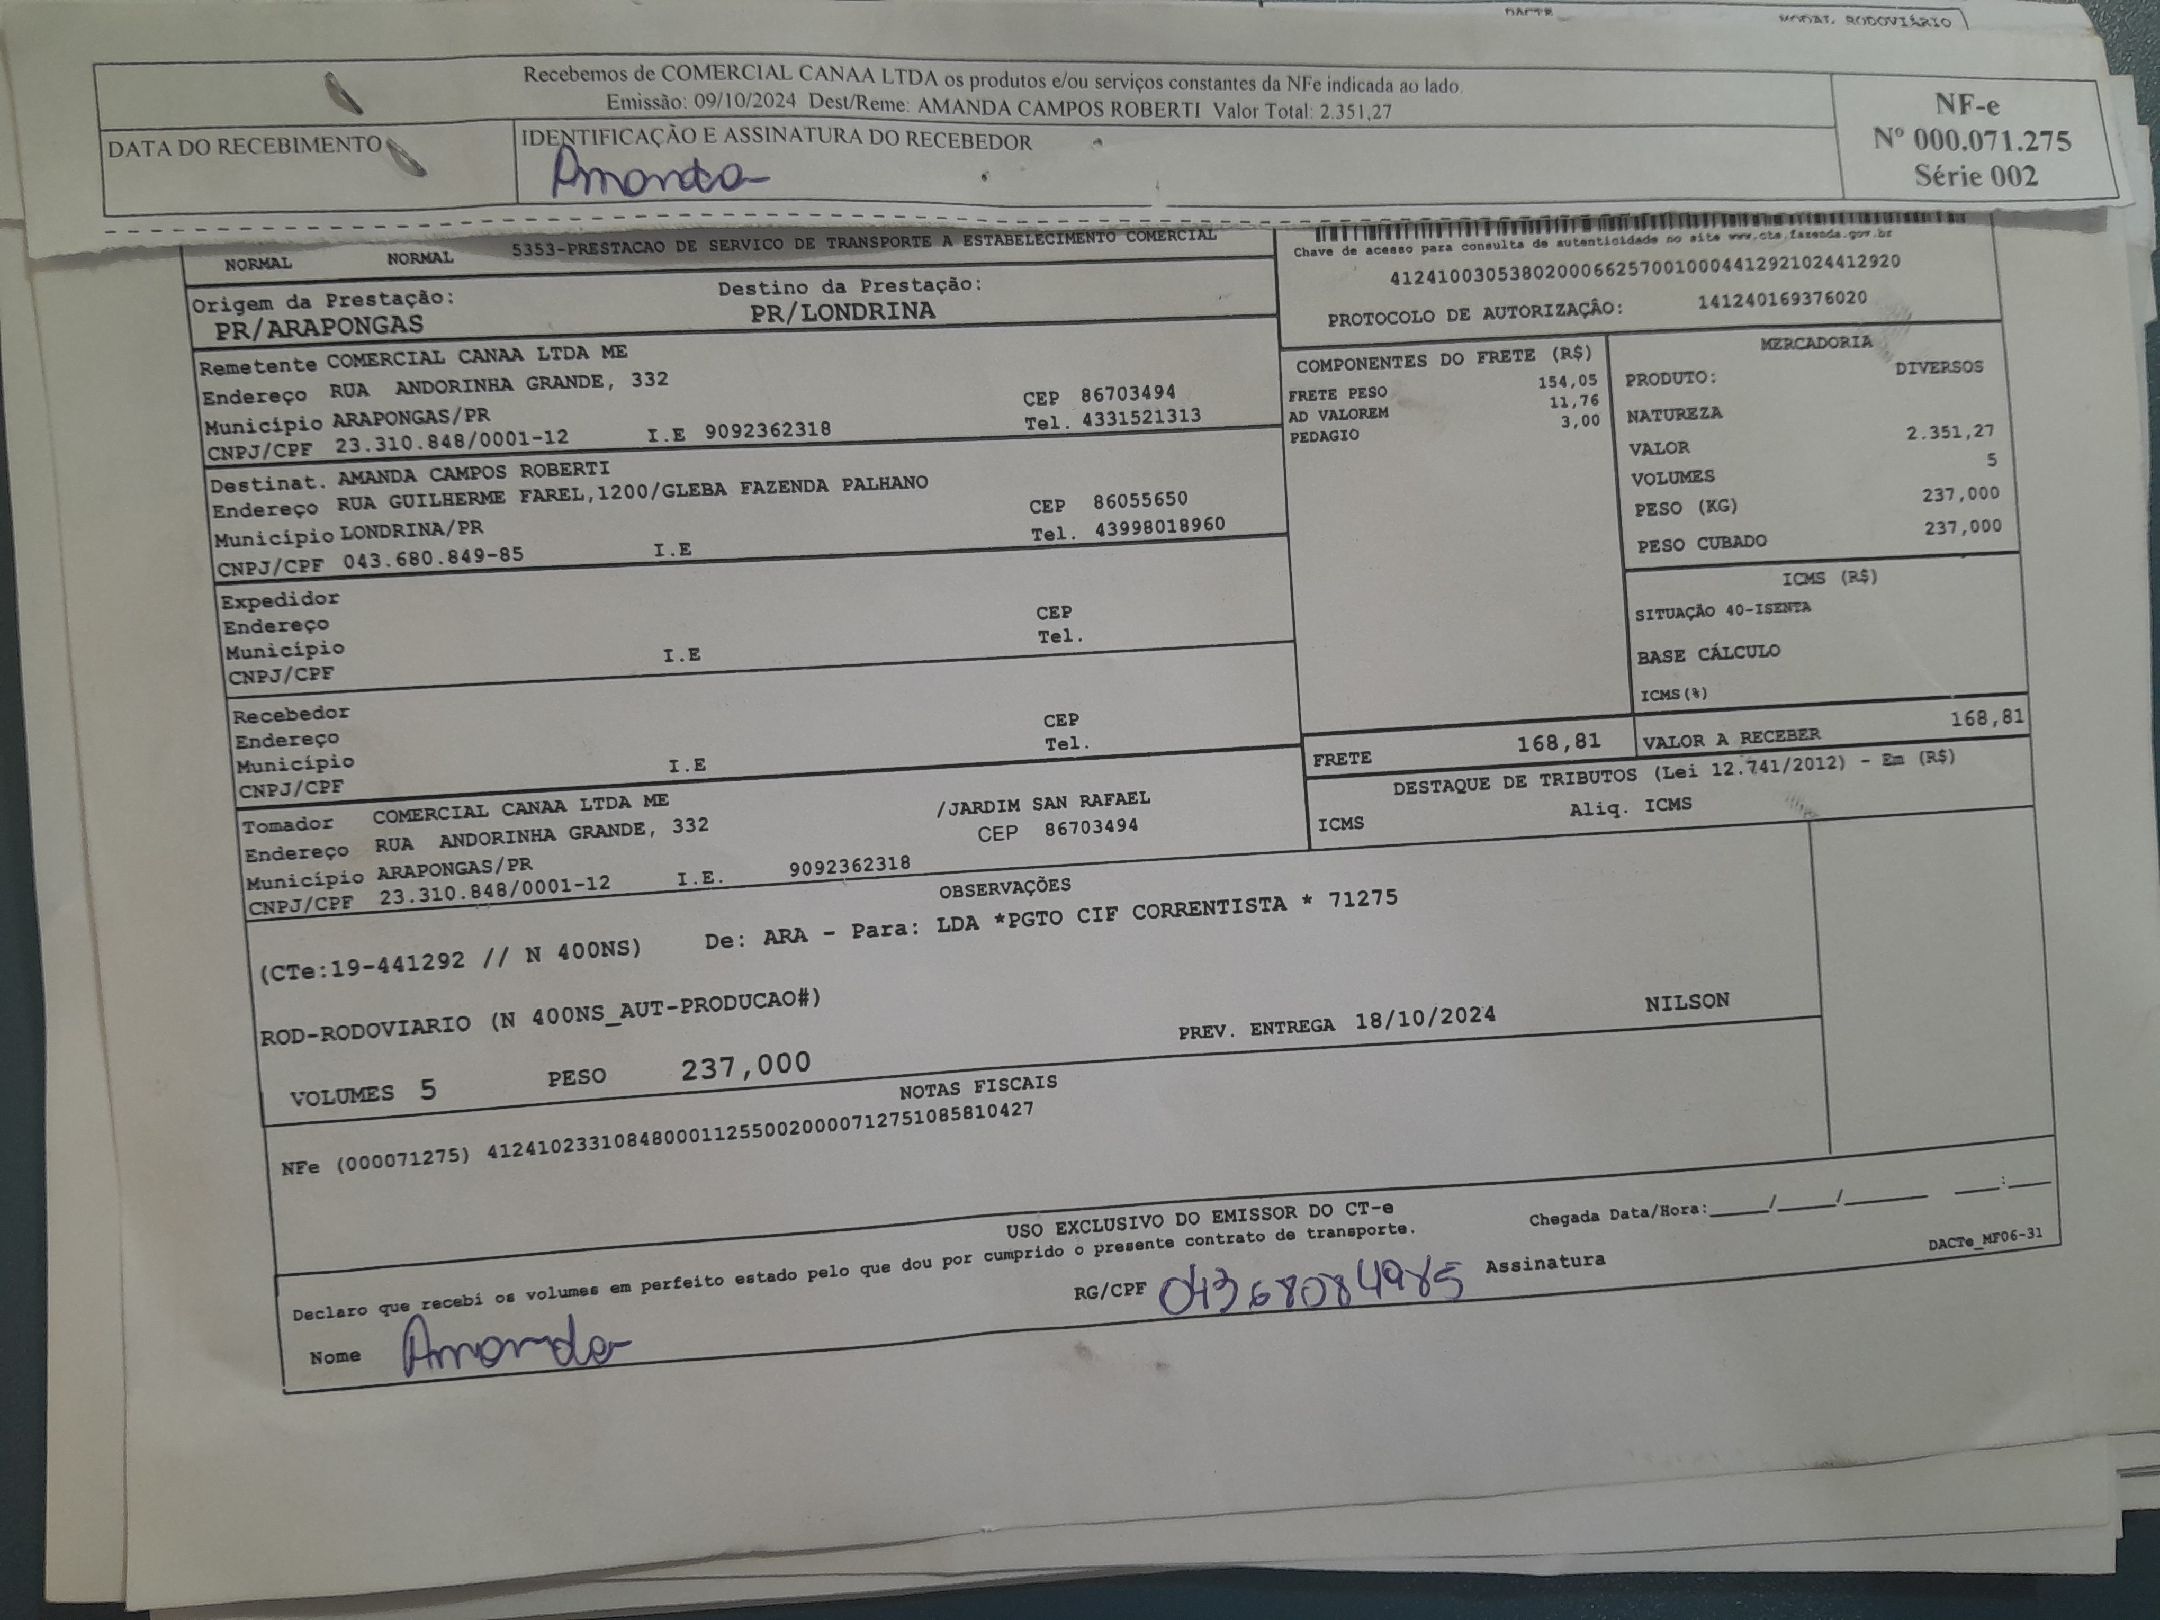 DACTE MODAL RODOVIÁRIO
Recebemos de COMERCIAL CANAA LTDA os produtos e/ou serviços constantes da NFe indicada ao lado.
Emissão: 09/10/2024 Dest/Reme: AMANDA CAMPOS ROBERTI Valor Total: 2.351,27
NF-e
Nº 000.071.275
Série 002
DATA DO RECEBIMENTO
IDENTIFICAÇÃO E ASSINATURA DO RECEBEDOR
Amanda
NORMAL NORMAL 5353-PRESTACAO DE SERVICO DE TRANSPORTE A ESTABELECIMENTO COMERCIAL
Chave de acesso para consulta de autenticidade no site www.cte.fazenda.gov.br
41241003053802000662570010004412921024412920
PROTOCOLO DE AUTORIZAÇÂO: 141240169376020
Origem da Prestação: Destino da Prestação:
PR/ARAPONGAS PR/LONDRINA
Remetente COMERCIAL CANAA LTDA ME
Endereço RUA ANDORINHA GRANDE, 332 CEP 86703494
Município ARAPONGAS/PR Tel. 4331521313
CNPJ/CPF 23.310.848/0001-12 I.E 9092362318
Destinat. AMANDA CAMPOS ROBERTI
Endereço RUA GUILHERME FAREL,1200/GLEBA FAZENDA PALHANO CEP 86055650
Município LONDRINA/PR Tel. 43998018960
CNPJ/CPF 043.680.849-85 I.E
Expedidor
Endereço CEP
Município Tel.
CNPJ/CPF I.E
Recebedor
Endereço CEP
Município Tel.
CNPJ/CPF I.E
Tomador COMERCIAL CANAA LTDA ME
Endereço RUA ANDORINHA GRANDE, 332 /JARDIM SAN RAFAEL
Município ARAPONGAS/PR CEP 86703494
CNPJ/CPF 23.310.848/0001-12 I.E. 9092362318
COMPONENTES DO FRETE (R$)
FRETE PESO 154,05
AD VALOREM 11,76
PEDAGIO 3,00
MERCADORIA
PRODUTO: DIVERSOS
NATUREZA
VALOR 2.351,27
VOLUMES 5
PESO (KG) 237,000
PESO CUBADO 237,000
ICMS (R$)
SITUAÇÃO 40-ISENTA
BASE CÁLCULO
ICMS(%)
FRETE 168,81 VALOR A RECEBER 168,81
DESTAQUE DE TRIBUTOS (Lei 12.741/2012) - Em (R$)
ICMS Aliq. ICMS
OBSERVAÇÕES
(CTe:19-441292 // N 400NS) De: ARA - Para: LDA *PGTO CIF CORRENTISTA * 71275
ROD-RODOVIARIO (N 400NS_AUT-PRODUCAO#)
VOLUMES 5 PESO 237,000 PREV. ENTREGA 18/10/2024 NILSON
NOTAS FISCAIS
NFe (000071275) 41241023310848000112550020000712751085810427
USO EXCLUSIVO DO EMISSOR DO CT-e
Declaro que recebi os volumes em perfeito estado pelo que dou por cumprido o presente contrato de transporte.
Chegada Data/Hora:_____/_____/_______ ____:____
Nome Amanda RG/CPF 04368084985 Assinatura
DACTe_MF06-31